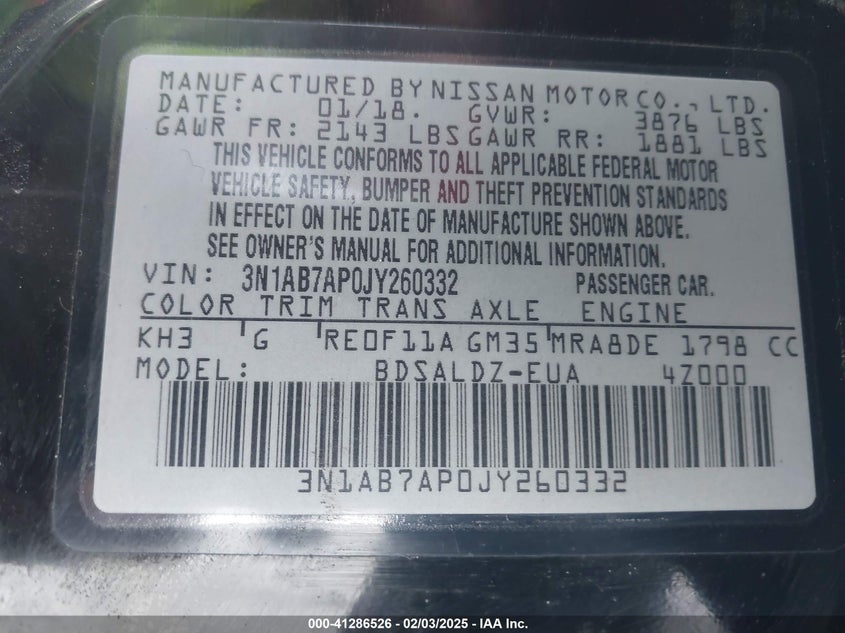 MANUFACTURED BY NISSAN MOTOR CO., LTD.
DATE: 01/18. GVWR: 3876 LBS
GAWR FR: 2143 LBS GAWR RR: 1881 LBS
THIS VEHICLE CONFORMS TO ALL APPLICABLE FEDERAL MOTOR
VEHICLE SAFETY, BUMPER AND THEFT PREVENTION STANDARDS
IN EFFECT ON THE DATE OF MANUFACTURE SHOWN ABOVE.
SEE OWNER'S MANUAL FOR ADDITIONAL INFORMATION.
VIN: 3N1AB7AP0JY260332 PASSENGER CAR.
COLOR TRIM TRANS AXLE ENGINE
KH3 G RE0F11A GM35 MRA8DE 1798 CC
MODEL: BDSALDZ-EUA 4Z000
3N1AB7AP0JY260332
000-41286526 - 02/03/2025 - IAA Inc.